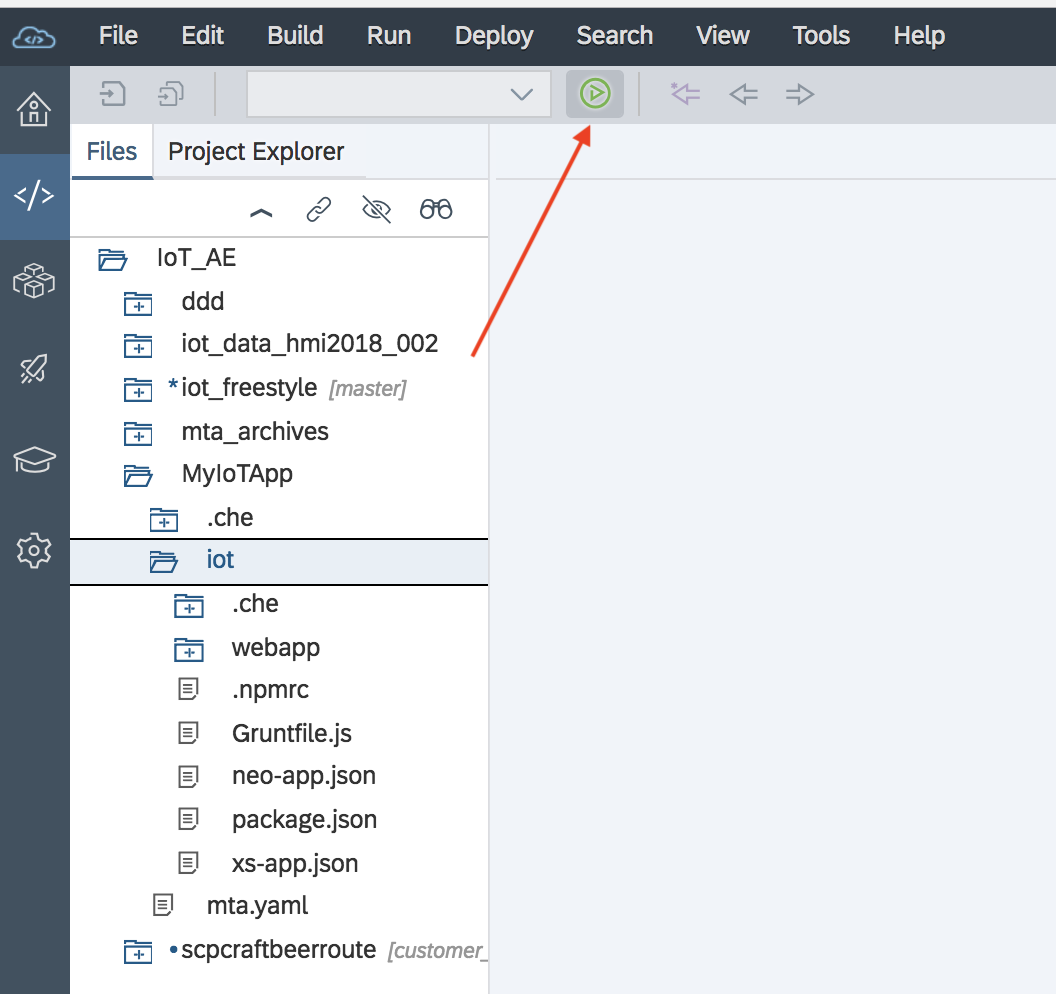 File Edit Build Run Deploy Search View Tools Help
Files Project Explorer
IoT_AE
ddd
iot_data_hmi2018_002
*iot_freestyle [master]
mta_archives
MyIoTApp
.che
iot
.che
webapp
.npmrc
Gruntfile.js
neo-app.json
package.json
xs-app.json
mta.yaml
•scpcraftbeerroute [customer_